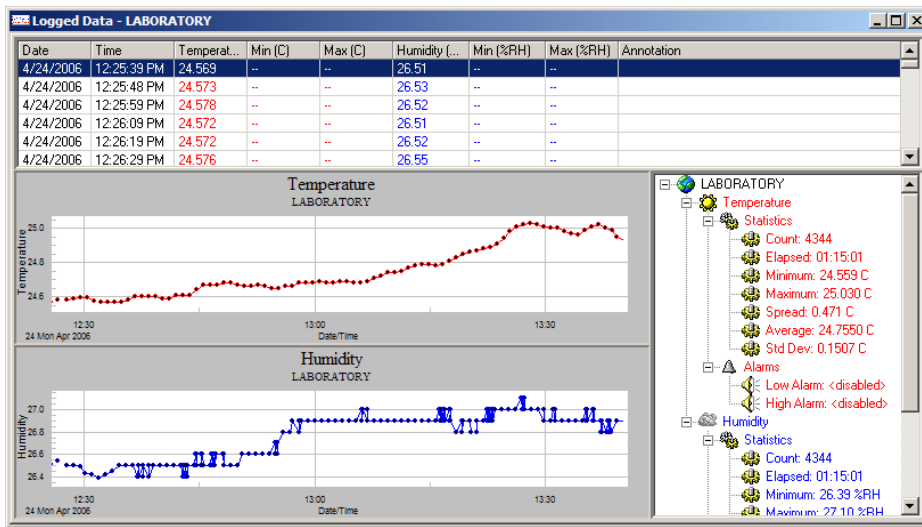 Logged Data - LABORATORY
Date Time Temperat... Min (C) Max (C) Humidity (... Min (%RH) Max (%RH) Annotation
4/24/2006 12:25:39 PM 24.569 -- -- 26.51 -- --
4/24/2006 12:25:48 PM 24.573 -- -- 26.53 -- --
4/24/2006 12:25:59 PM 24.578 -- -- 26.52 -- --
4/24/2006 12:26:09 PM 24.572 -- -- 26.51 -- --
4/24/2006 12:26:19 PM 24.572 -- -- 26.52 -- --
4/24/2006 12:26:29 PM 24.576 -- -- 26.55 -- --
Temperature
LABORATORY
Temperature
25.0
24.8
24.6
12:30 13:00 13:30
24 Mon Apr 2006 Date/Time
Humidity
LABORATORY
Humidity
27.0
26.8
26.6
26.4
12:30 13:00 13:30
24 Mon Apr 2006 Date/Time
LABORATORY
Temperature
Statistics
Count: 4344
Elapsed: 01:15:01
Minimum: 24.559 C
Maximum: 25.030 C
Spread: 0.471 C
Average: 24.7550 C
Std Dev: 0.1507 C
Alarms
Low Alarm: <disabled>
High Alarm: <disabled>
Humidity
Statistics
Count: 4344
Elapsed: 01:15:01
Minimum: 26.39 %RH
Maximum: 27.10 %RH